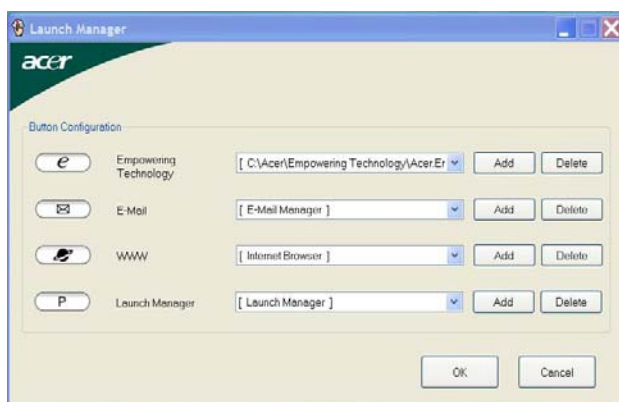 Launch Manager
acer
Button Configuration
e Empowering Technology [ C:\Acer\Empowering Technology\Acer.Er Add Delete
E-Mail [ E-Mail Manager ] Add Delete
WWW [ Internet Browser ] Add Delete
P Launch Manager [ Launch Manager ] Add Delete
OK Cancel